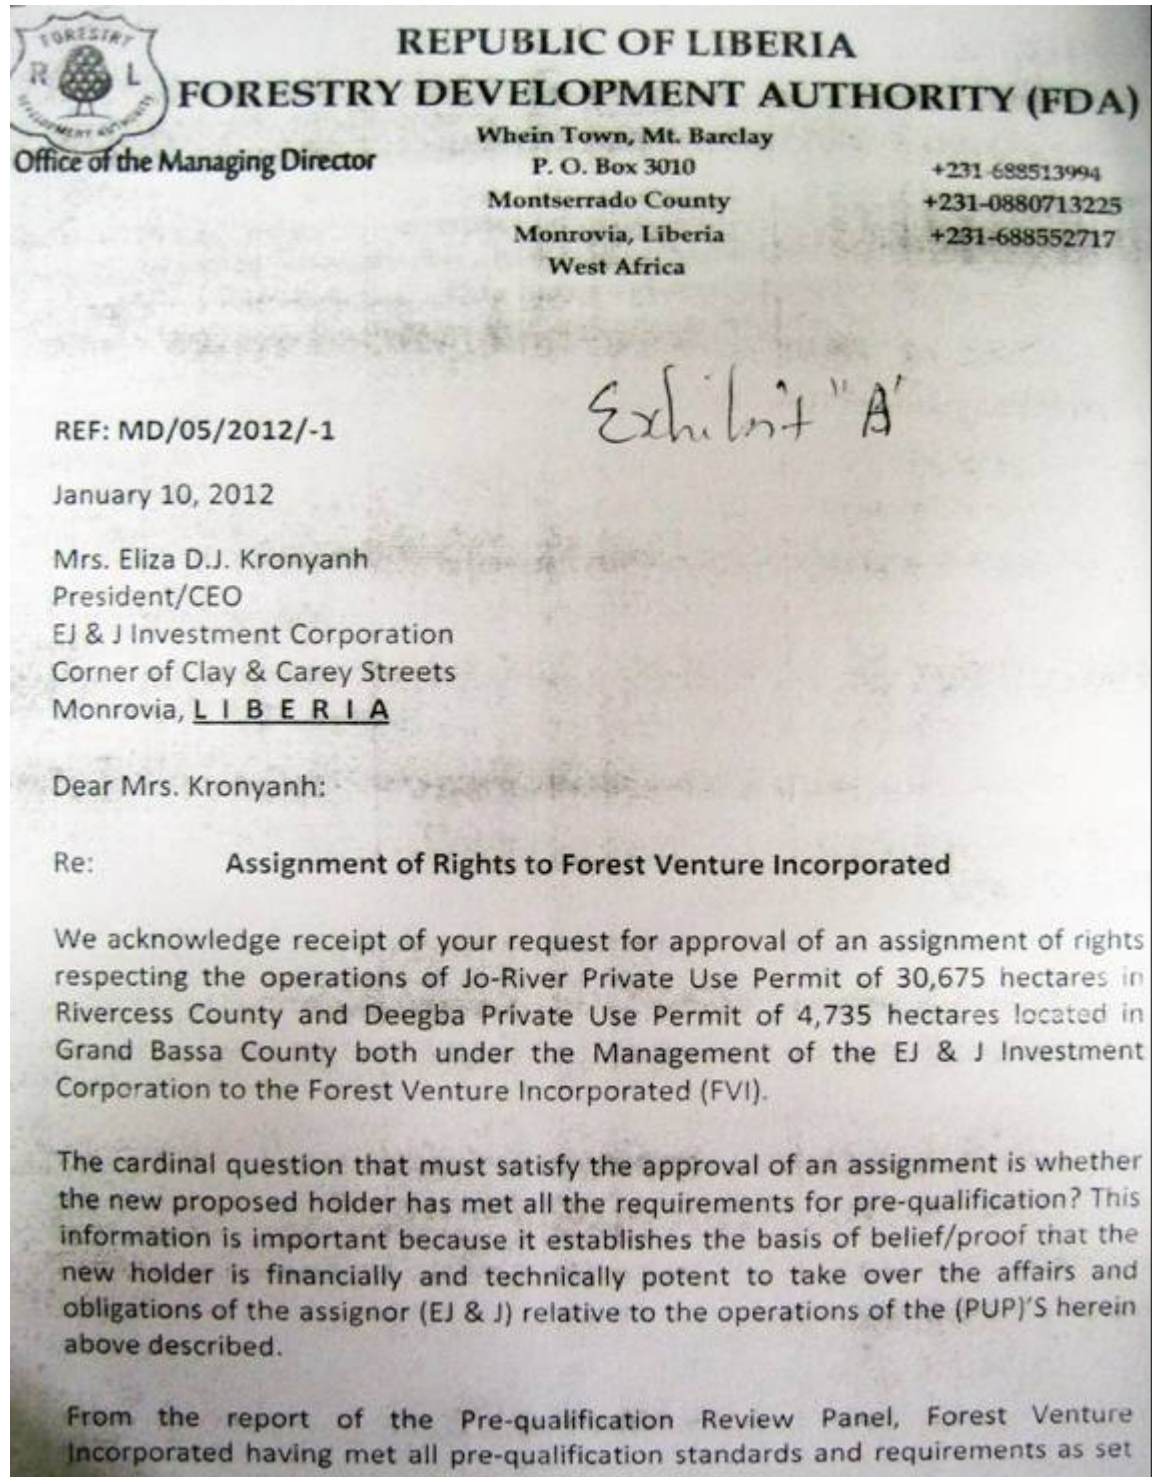 FORESTRY
R L
DEVELOPMENT AUTHORITY
REPUBLIC OF LIBERIA
FORESTRY DEVELOPMENT AUTHORITY (FDA)
Office of the Managing Director
Whein Town, Mt. Barclay
P. O. Box 3010
Montserrado County
Monrovia, Liberia
West Africa
+231-688513994
+231-0880713225
+231-688552717
Exhibit "A"
REF: MD/05/2012/-1
January 10, 2012
Mrs. Eliza D.J. Kronyanh
President/CEO
EJ & J Investment Corporation
Corner of Clay & Carey Streets
Monrovia, L I B E R I A
Dear Mrs. Kronyanh:
Re: Assignment of Rights to Forest Venture Incorporated
We acknowledge receipt of your request for approval of an assignment of rights
respecting the operations of Jo-River Private Use Permit of 30,675 hectares in
Rivercess County and Deegba Private Use Permit of 4,735 hectares located in
Grand Bassa County both under the Management of the EJ & J Investment
Corporation to the Forest Venture Incorporated (FVI).
The cardinal question that must satisfy the approval of an assignment is whether
the new proposed holder has met all the requirements for pre-qualification? This
information is important because it establishes the basis of belief/proof that the
new holder is financially and technically potent to take over the affairs and
obligations of the assignor (EJ & J) relative to the operations of the (PUP)'S herein
above described.
From the report of the Pre-qualification Review Panel, Forest Venture
Incorporated having met all pre-qualification standards and requirements as set